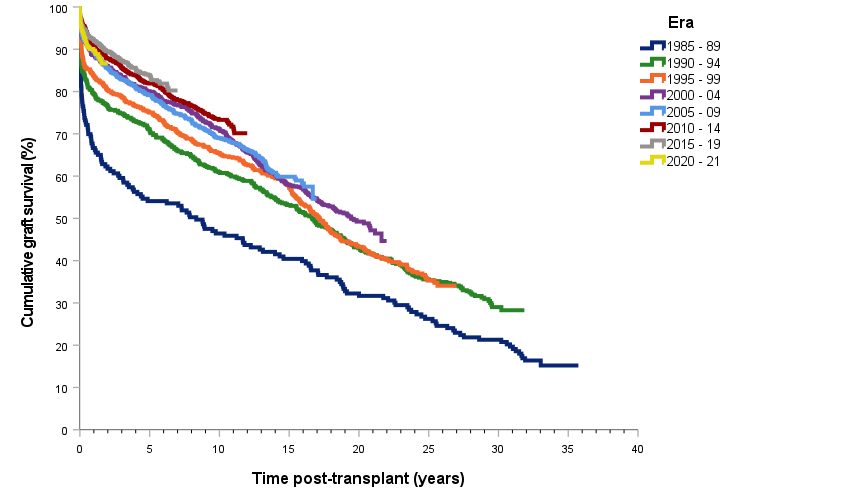 Era
1985 - 89
1990 - 94
1995 - 99
2000 - 04
2005 - 09
2010 - 14
2015 - 19
2020 - 21
Cumulative graft survival (%)
100
90
80
70
60
50
40
30
20
10
0
0 5 10 15 20 25 30 35 40
Time post-transplant (years)